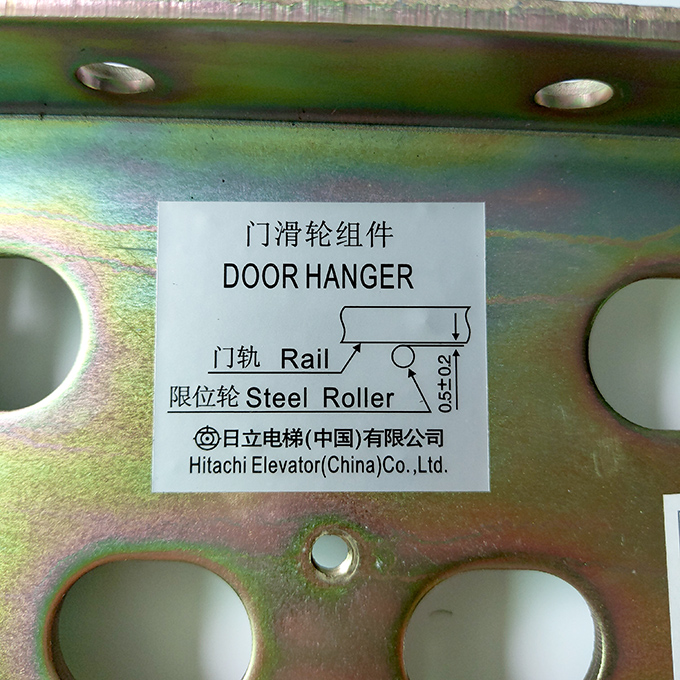 门滑轮组件
DOOR HANGER
门轨 Rail
限位轮 Steel Roller
0.5±0.2
日立电梯(中国)有限公司
Hitachi Elevator(China)Co.,Ltd.